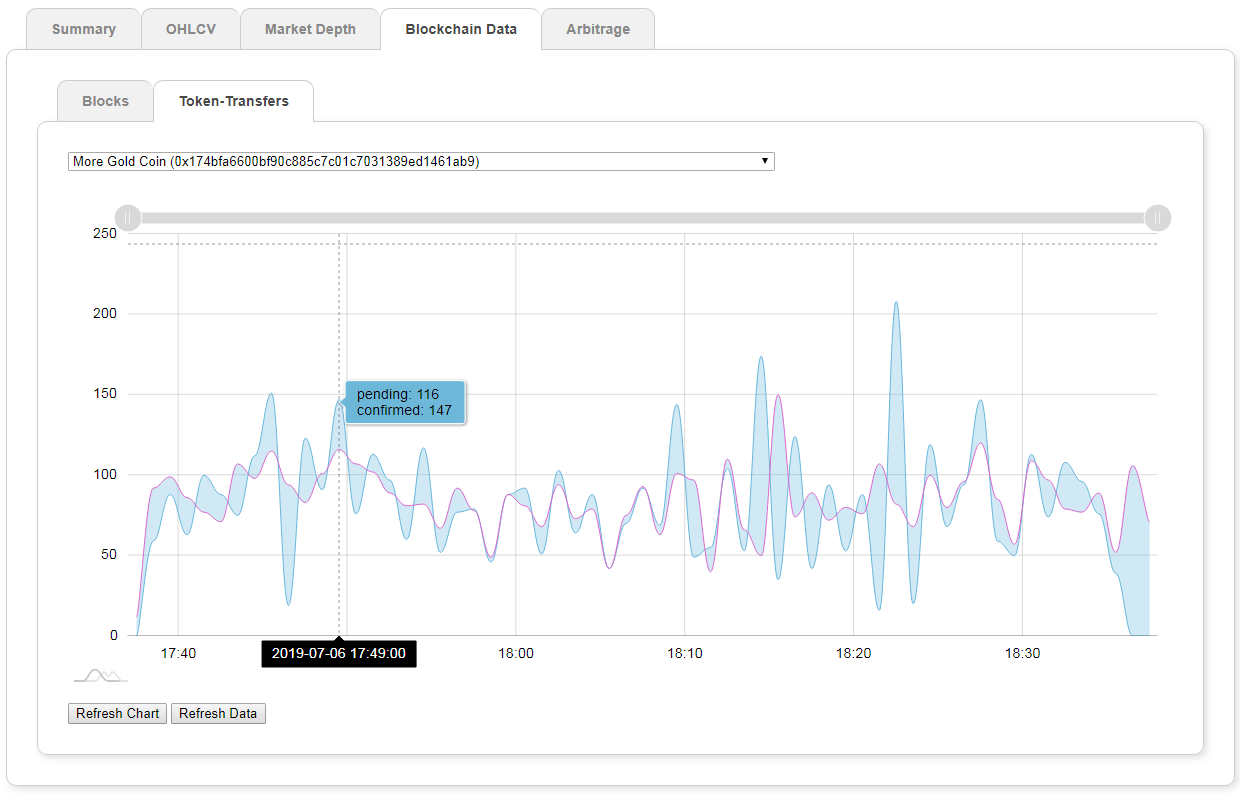 Summary OHLCV Market Depth Blockchain Data Arbitrage
Blocks Token-Transfers
More Gold Coin (0x174bfa6600bf90c885c7c01c7031389ed1461ab9)
250
200
150
pending: 116
confirmed: 147
100
50
0
17:40 2019-07-06 17:49:00 18:00 18:10 18:20 18:30
Refresh Chart Refresh Data